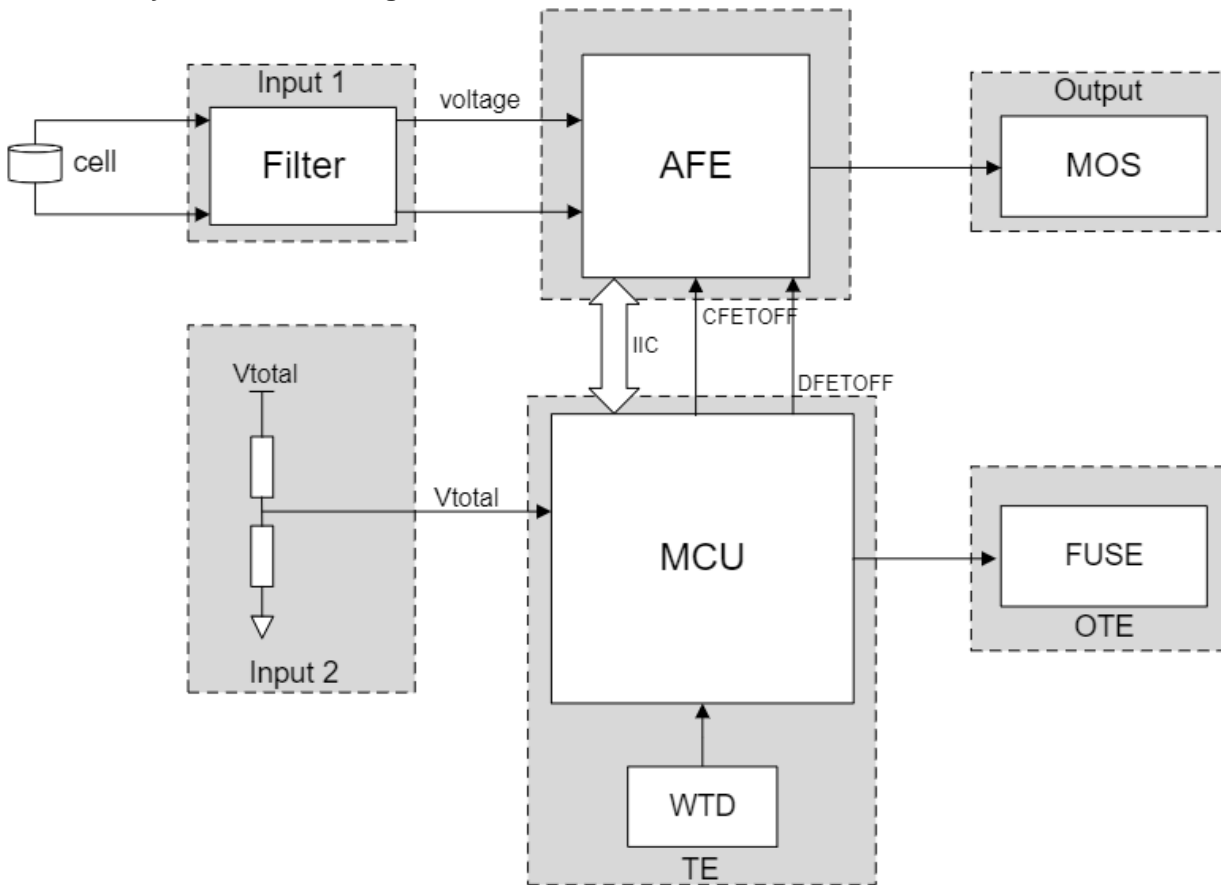 Input 1
Filter
cell
voltage
AFE
Output
MOS
IIC
CFETOFF
DFETOFF
Vtotal
Vtotal
Input 2
MCU
WTD
TE
FUSE
OTE